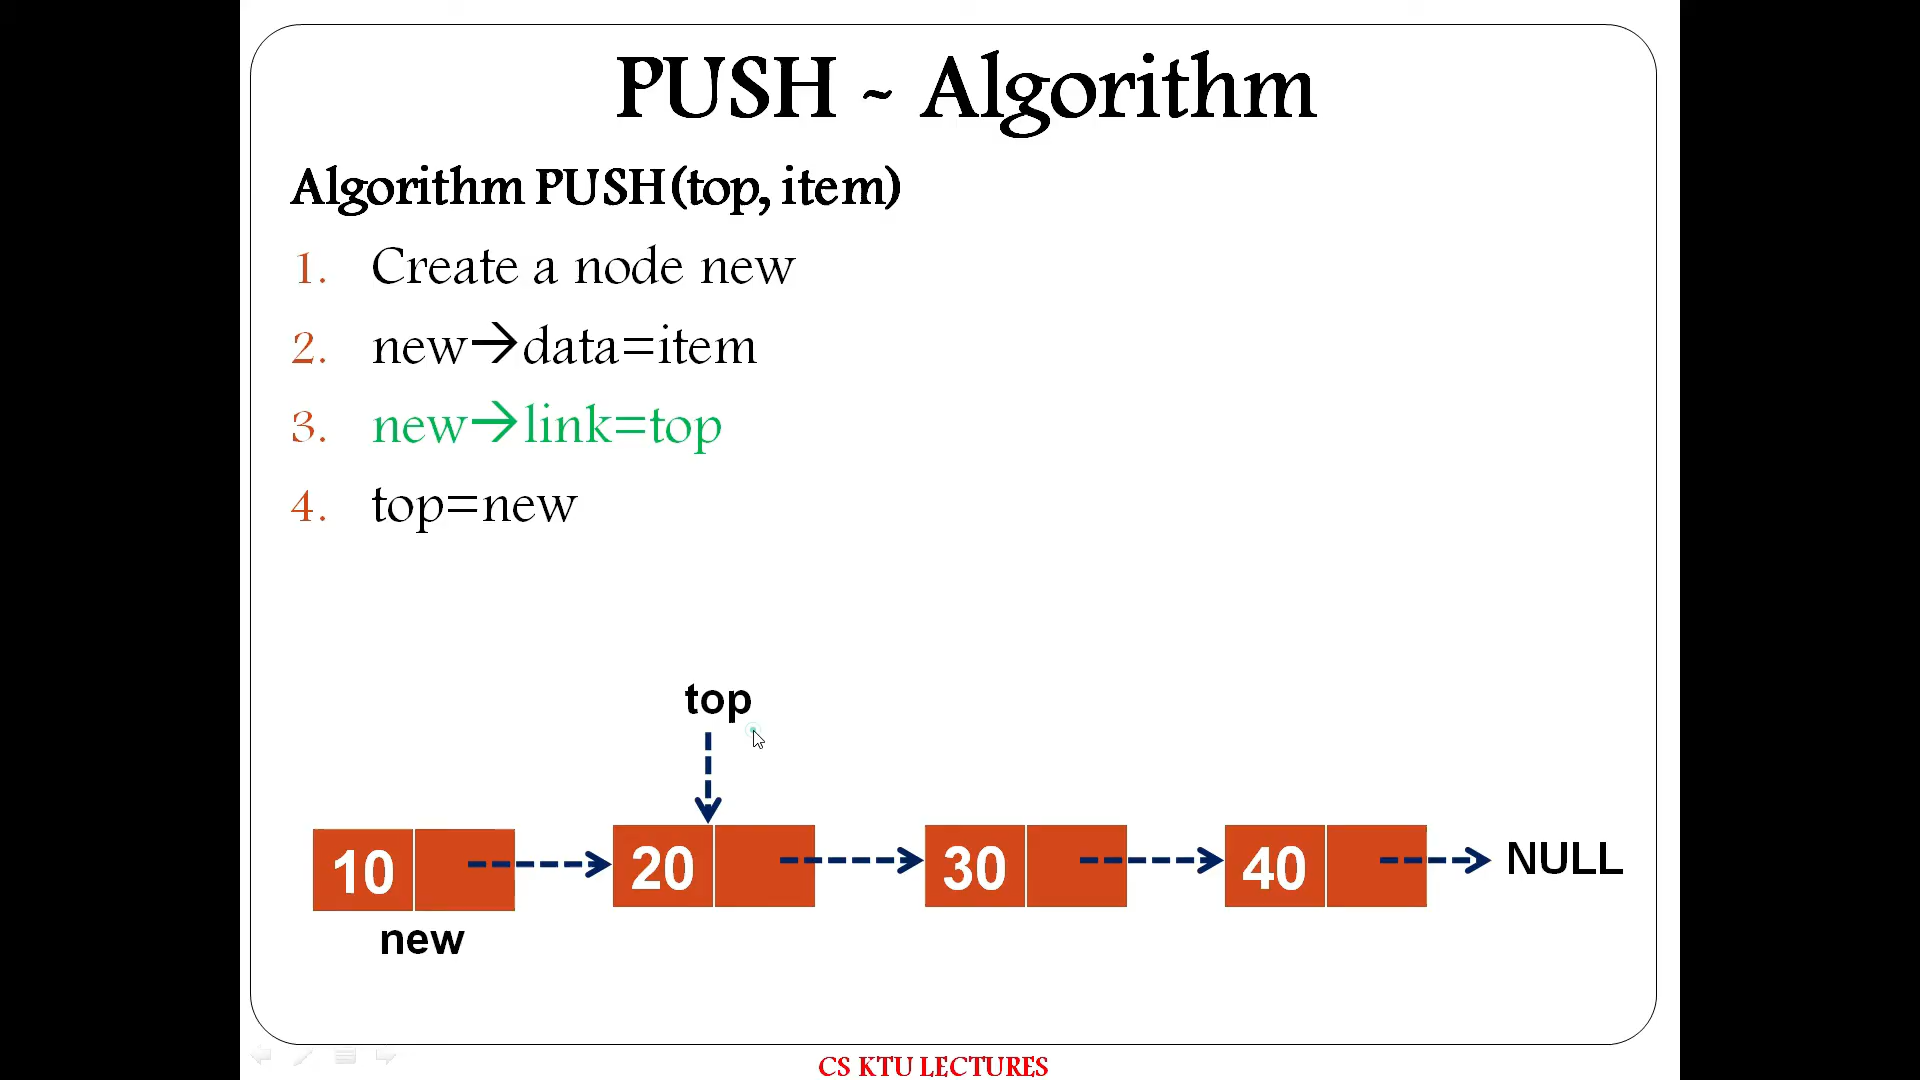 PUSH ~ Algorithm
Algorithm PUSH(top, item)
1. Create a node new
2. new→data=item
3. new→link=top
4. top=new
top
10 20 30 40 NULL
new
CS KTU LECTURES